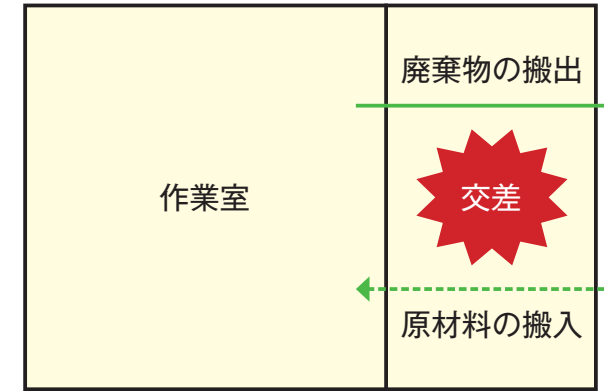 廃棄物の搬出
作業室
交差
原材料の搬入